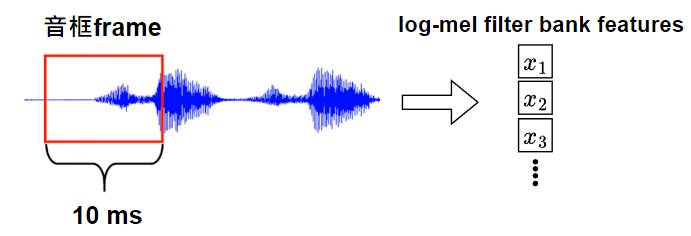 音框frame
log-mel filter bank features
x₁
x₂
x₃
10 ms